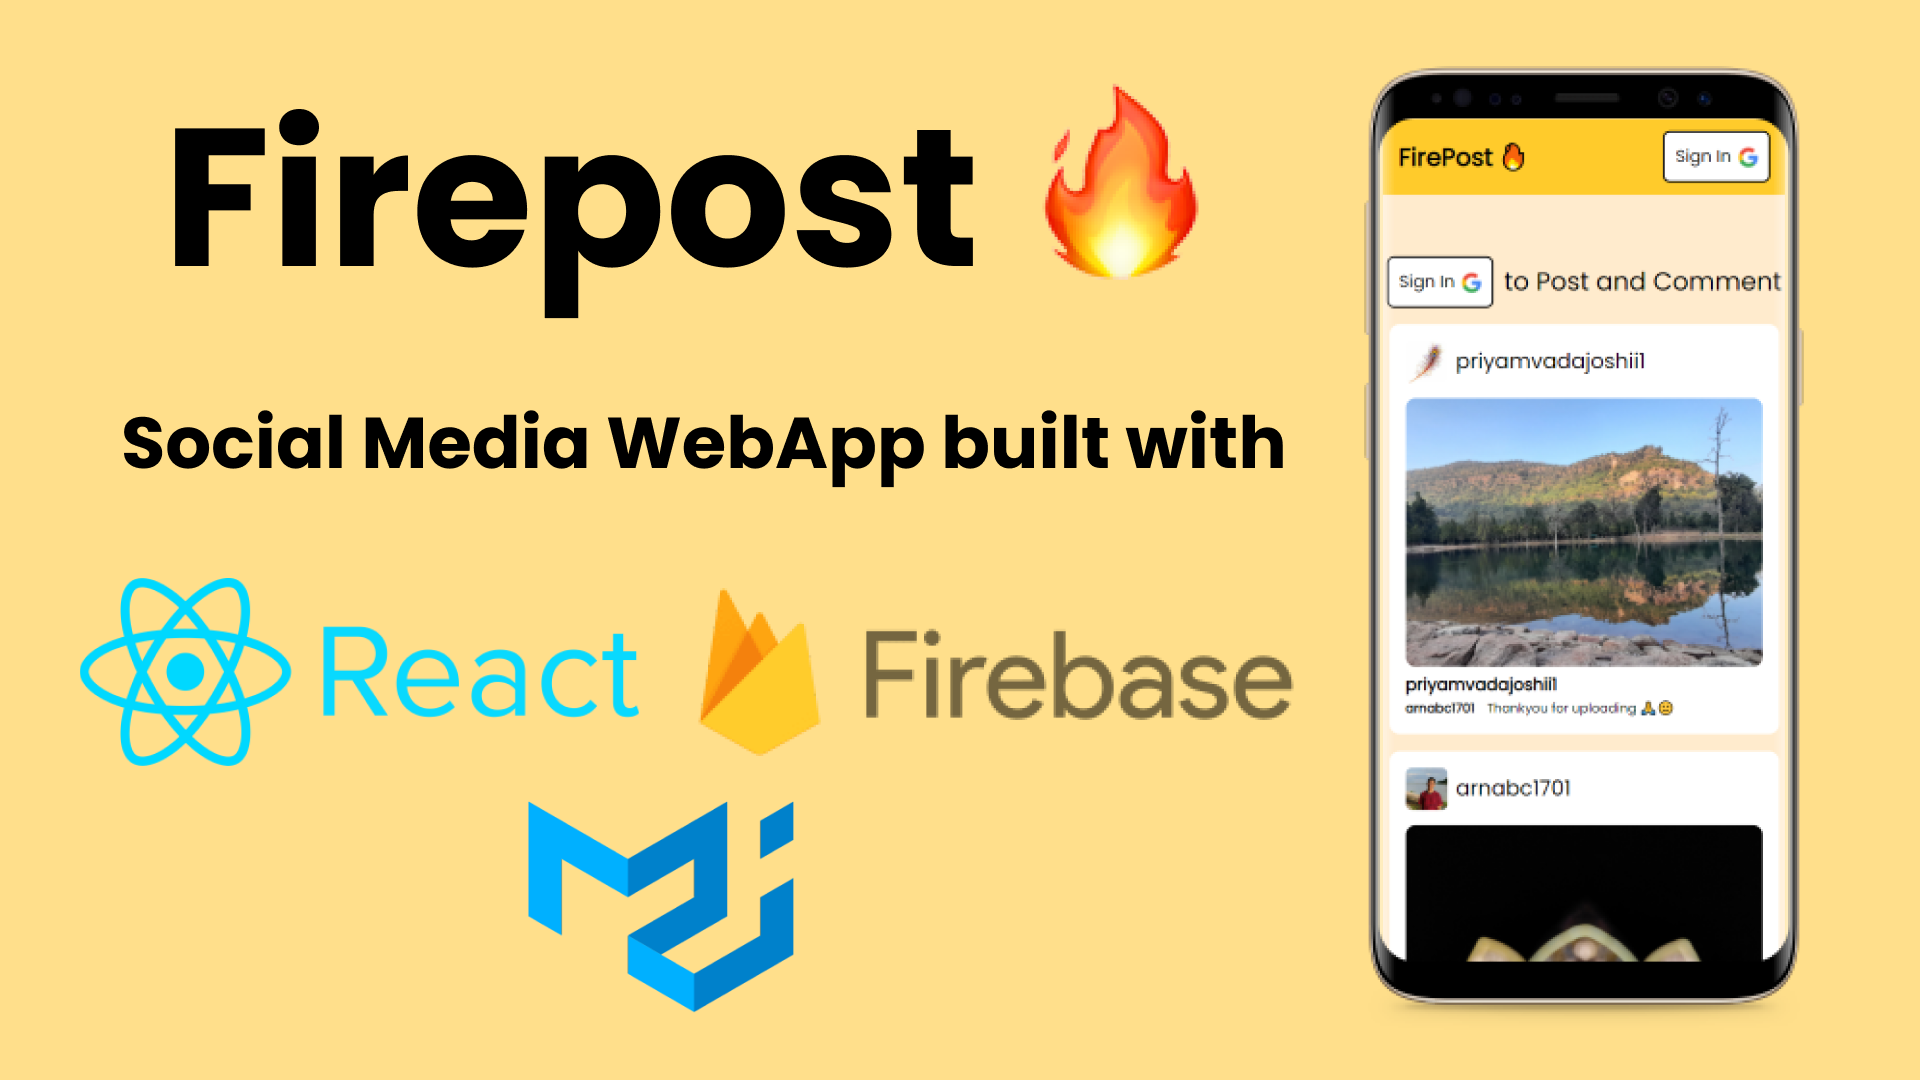 Firepost 🔥
Social Media WebApp built with
React
Firebase
FirePost 🔥 Sign In
Sign In to Post and Comment
priyamvadajoshii1
priyamvadajoshii1
arnabc1701 Thankyou for uploading 🙏😊
arnabc1701